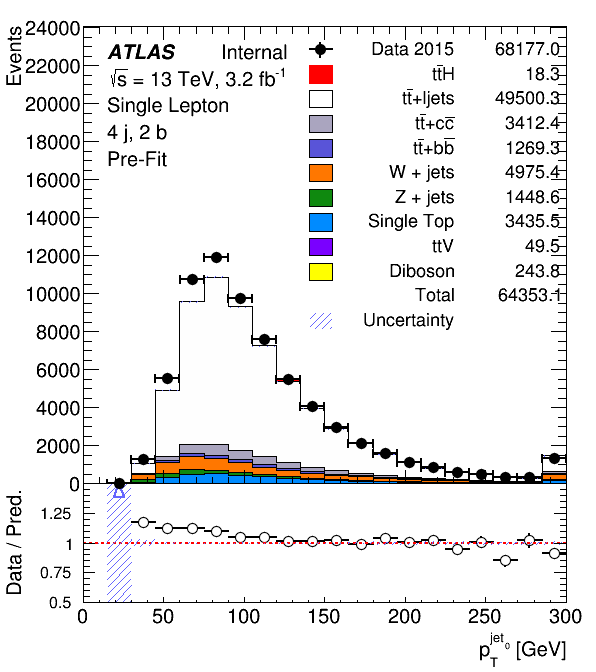 ATLAS Internal
√s = 13 TeV, 3.2 fb⁻¹
Single Lepton
4 j, 2 b
Pre-Fit
Data 2015 68177.0
tt̅H 18.3
tt̅+ljets 49500.3
tt̅+cc̅ 3412.4
tt̅+bb̅ 1269.3
W + jets 4975.4
Z + jets 1448.6
Single Top 3435.5
ttV 49.5
Diboson 243.8
Total 64353.1
Uncertainty
Events
24000
22000
20000
18000
16000
14000
12000
10000
8000
6000
4000
2000
0
Data / Pred.
1.25
1
0.75
0.5
0 50 100 150 200 250 300
p_T^jet₀ [GeV]